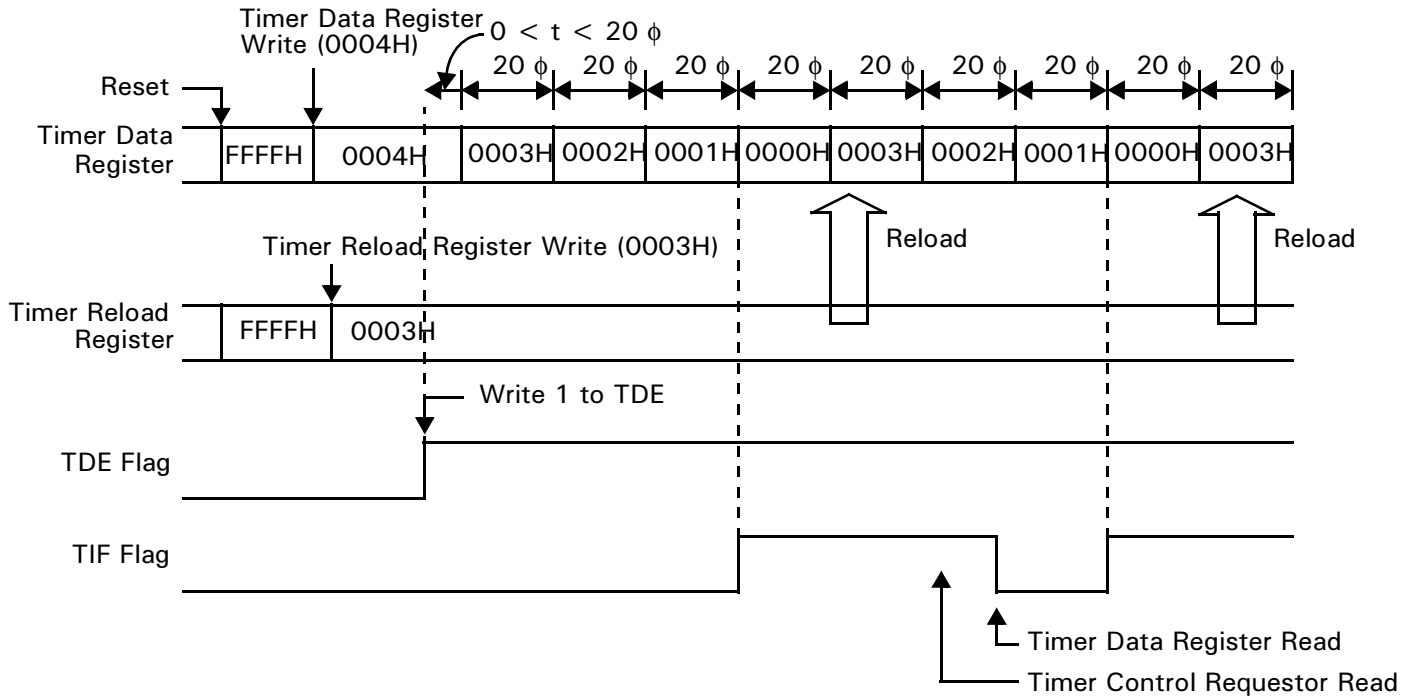 Timer Data Register
Write (0004H)
0 < t < 20 ϕ
20 ϕ 20 ϕ 20 ϕ 20 ϕ 20 ϕ 20 ϕ 20 ϕ 20 ϕ 20 ϕ
Reset
Timer Data
Register
FFFFH 0004H 0003H 0002H 0001H 0000H 0003H 0002H 0001H 0000H 0003H
Reload Reload
Timer Reload Register Write (0003H)
Timer Reload
Register
FFFFH 0003H
Write 1 to TDE
TDE Flag
TIF Flag
Timer Data Register Read
Timer Control Requestor Read